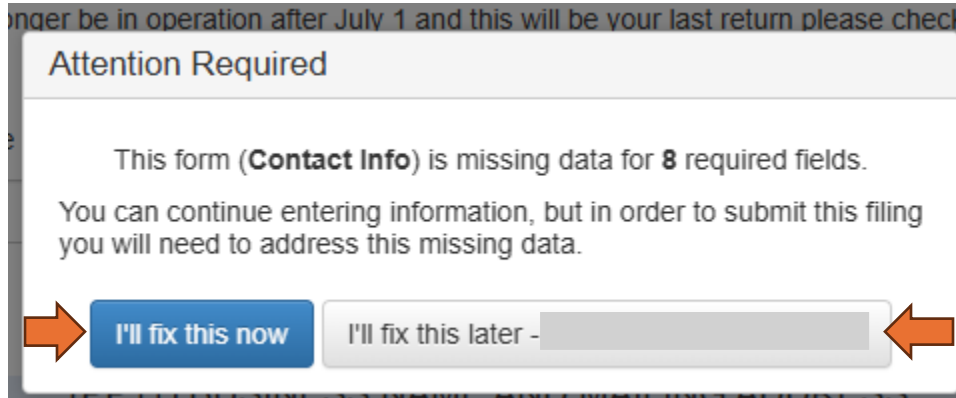 onger be in operation after July 1 and this will be your last return please chec
Attention Required
This form (Contact Info) is missing data for 8 required fields.
You can continue entering information, but in order to submit this filing
you will need to address this missing data.
I'll fix this now
I'll fix this later -